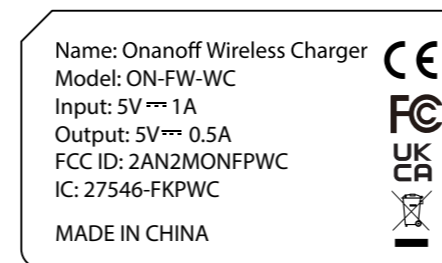 Name: Onanoff Wireless Charger
Model: ON-FW-WC
Input: 5V ⎓ 1A
Output: 5V⎓ 0.5A
FCC ID: 2AN2MONFPWC
IC: 27546-FKPWC
MADE IN CHINA
CE
FC
UK
CA